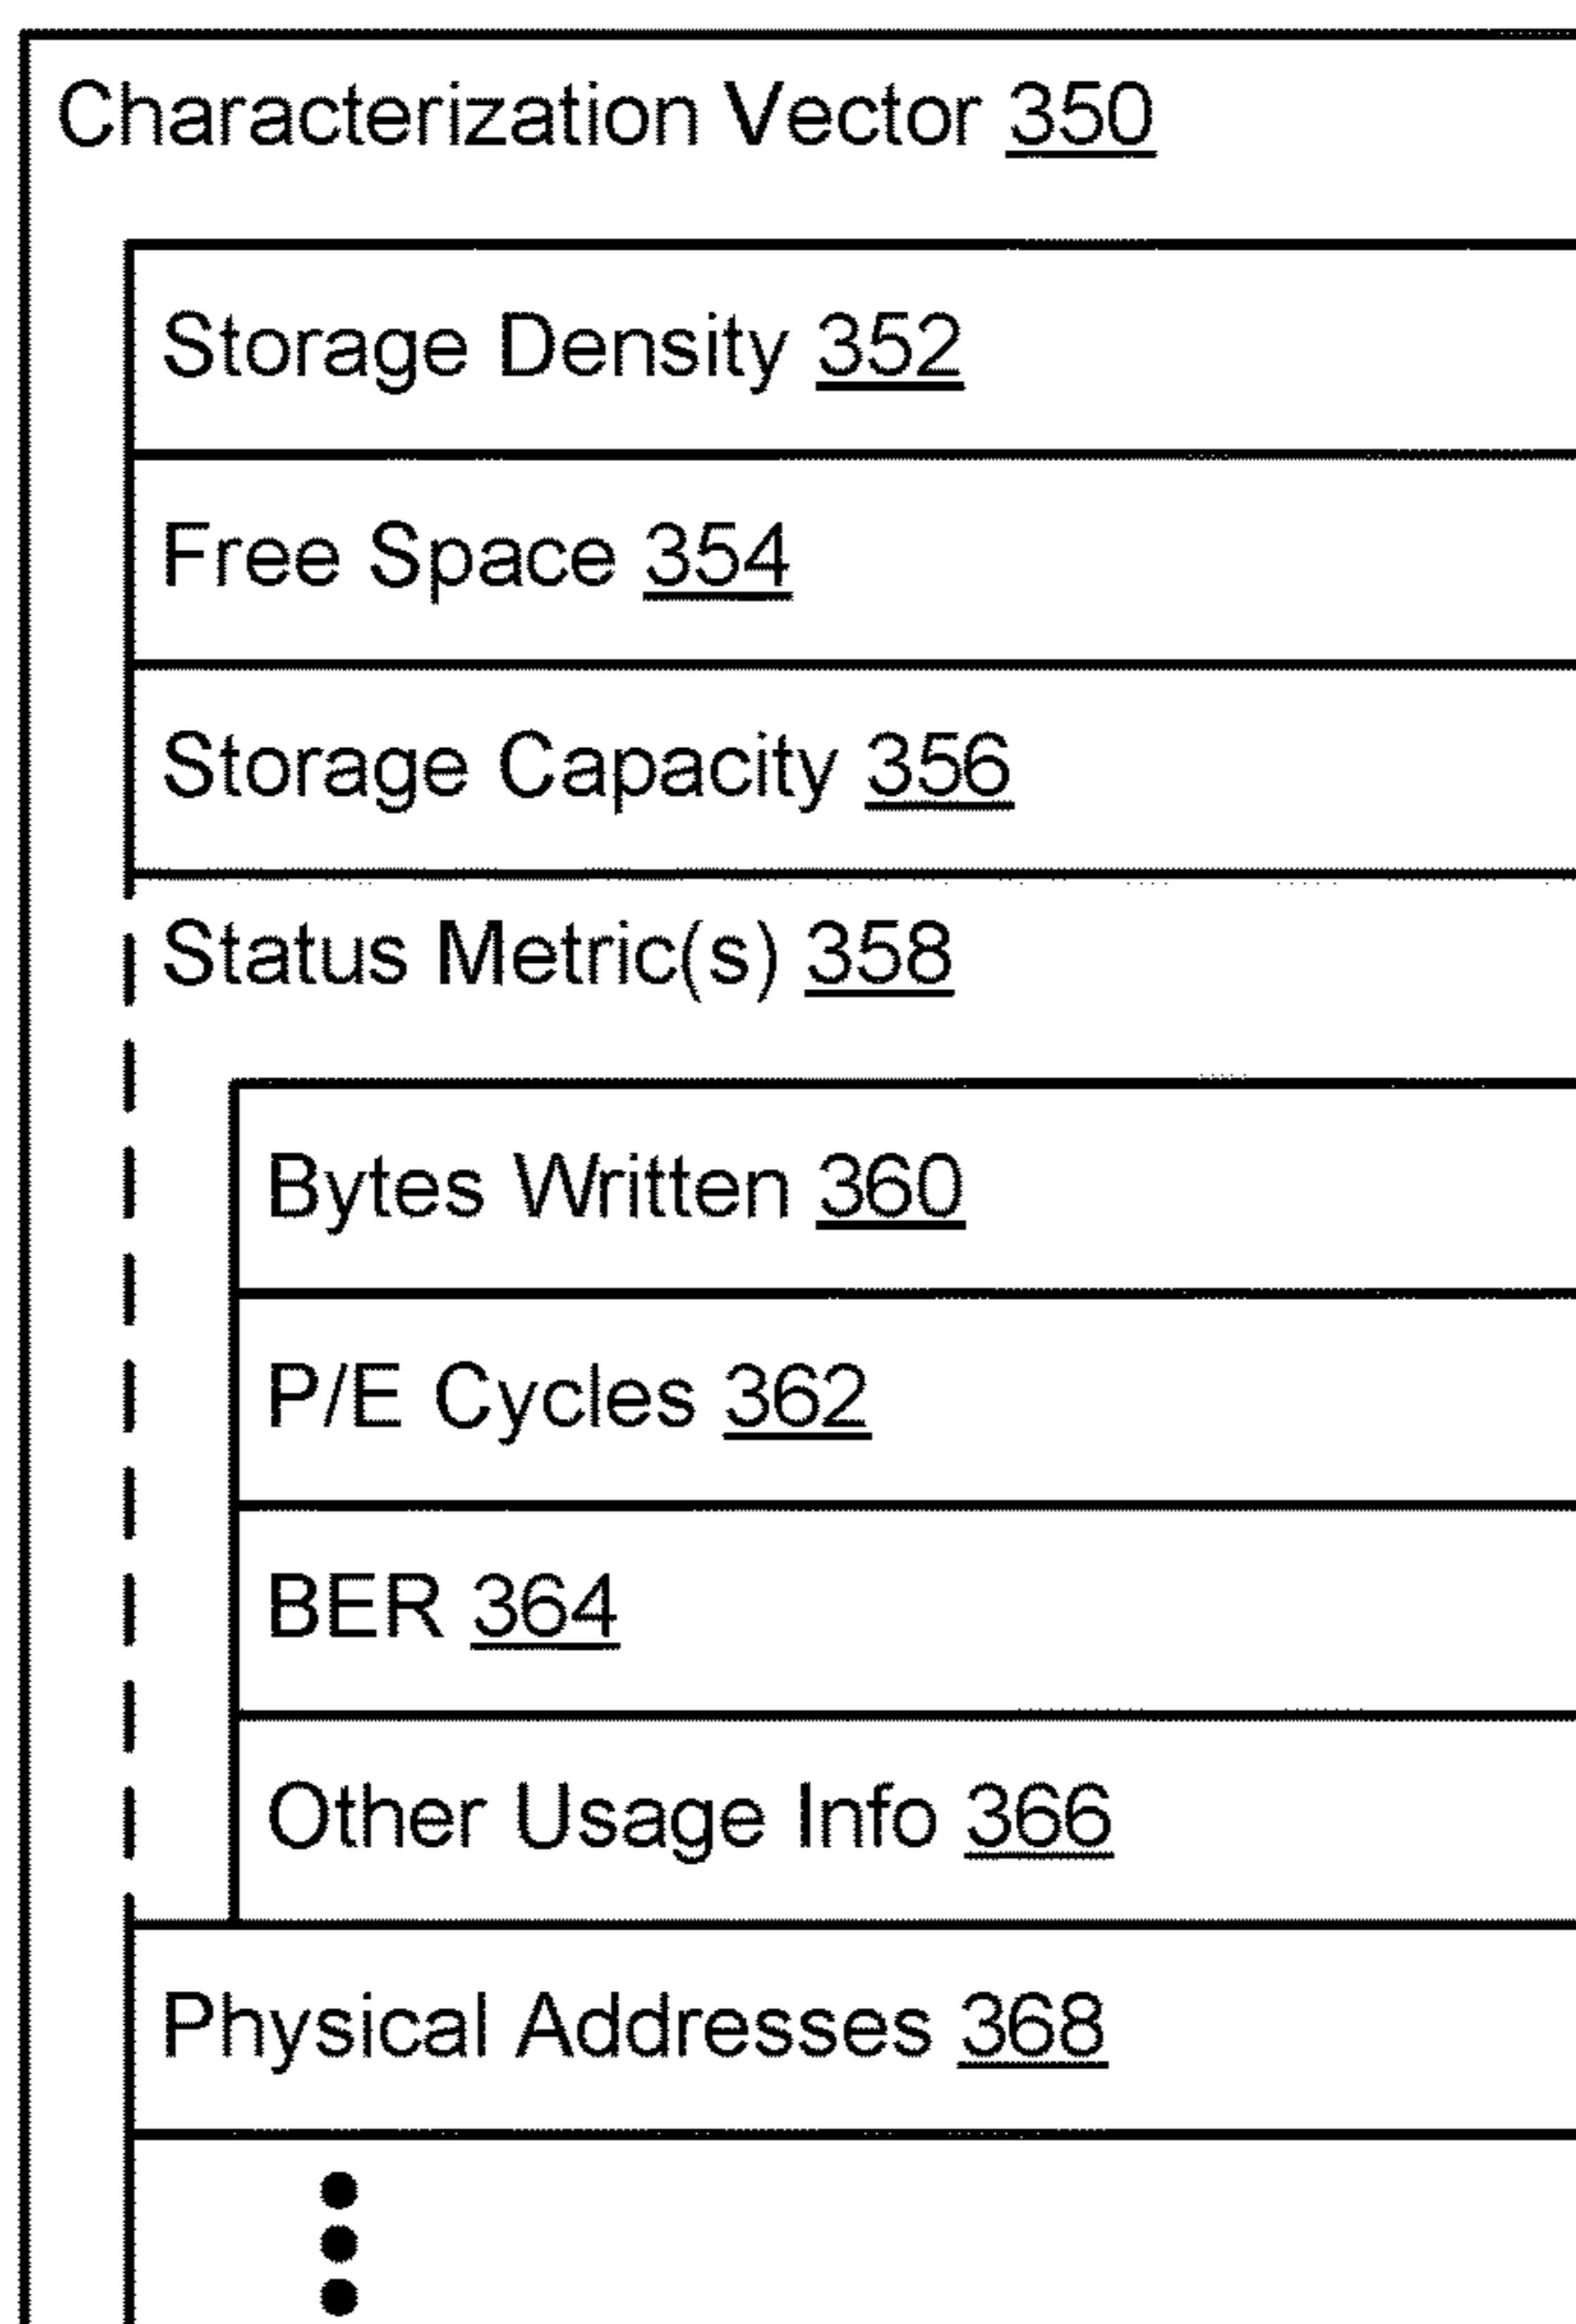 Characterization Vector 350
Storage Density 352
Free Space 354
Storage Capacity 356
Status Metric(s) 358
Bytes Written 360
P/E Cycles 362
BER 364
Other Usage Info 366
Physical Addresses 368